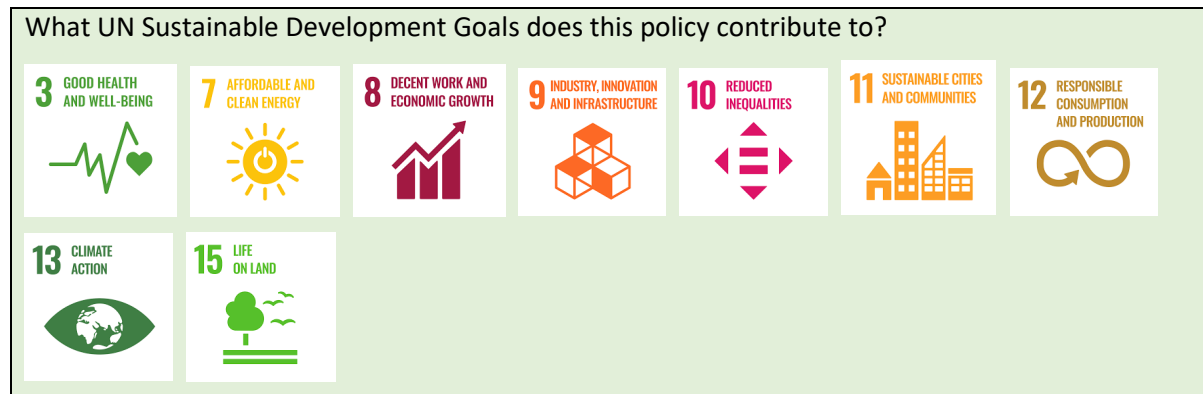 What UN Sustainable Development Goals does this policy contribute to?
3 GOOD HEALTH
AND WELL-BEING
7 AFFORDABLE AND
CLEAN ENERGY
8 DECENT WORK AND
ECONOMIC GROWTH
9 INDUSTRY, INNOVATION
AND INFRASTRUCTURE
10 REDUCED
INEQUALITIES
11 SUSTAINABLE CITIES
AND COMMUNITIES
12 RESPONSIBLE
CONSUMPTION
AND PRODUCTION
13 CLIMATE
ACTION
15 LIFE
ON LAND